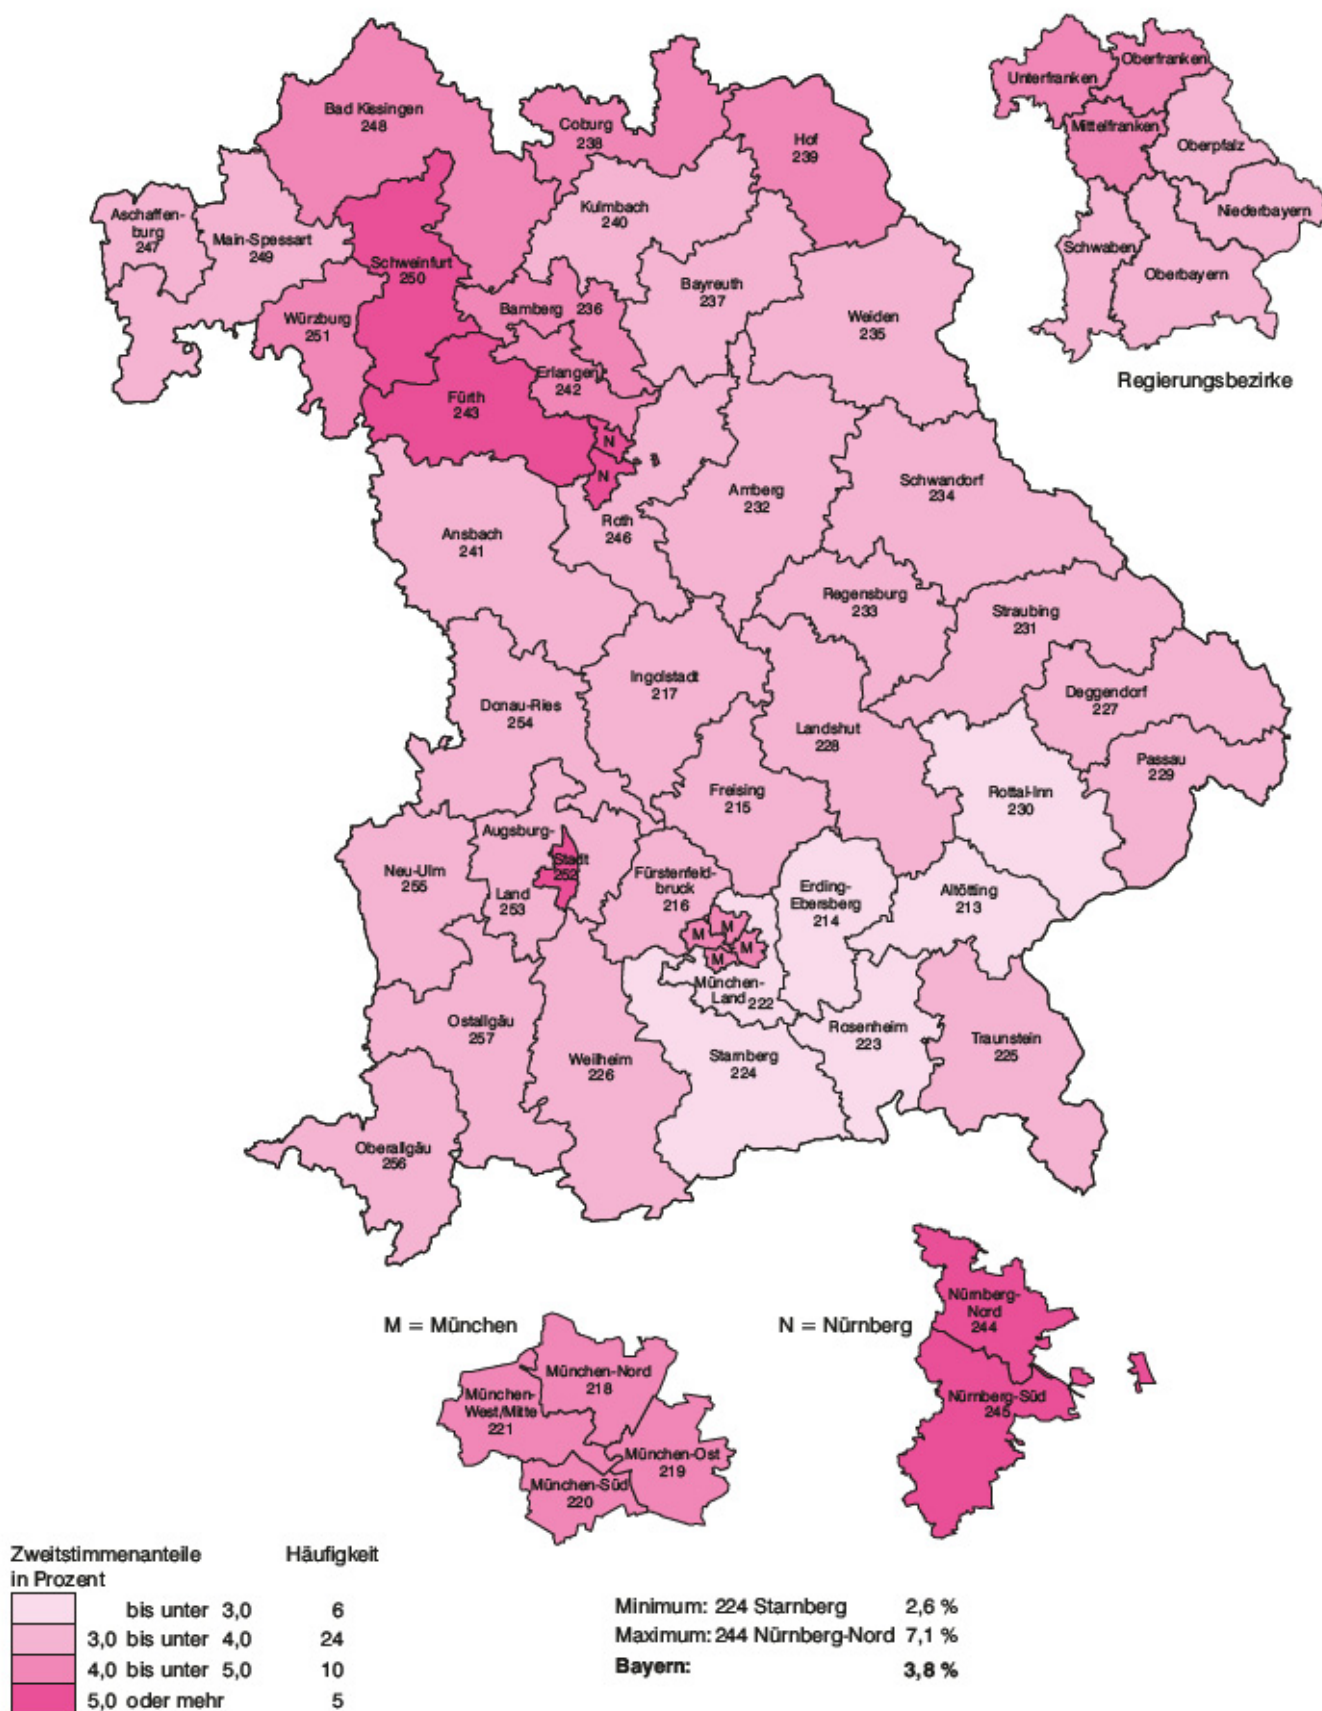 Bad Kissingen
248
Coburg
238
Hof
239
Aschaffen-
burg
247
Main-Spessart
249
Kulmbach
240
Schweinfurt
250
Bayreuth
237
Würzburg
251
Bamberg 236
Weiden
235
Erlangen
242
Fürth
243
N
N
Ansbach
241
Roth
246
Amberg
232
Schwandorf
234
Regensburg
233
Straubing
231
Ingolstadt
217
Donau-Ries
254
Landshut
228
Deggendorf
227
Passau
229
Freising
215
Rottal-Inn
230
Neu-Ulm
255
Augsburg-
Stadt
252
Land
253
Fürstenfeld-
bruck
216
Erding-
Ebersberg
214
Altötting
213
M
M
M
M
München-
Land 222
Ostallgäu
257
Weilheim
226
Starnberg
224
Rosenheim
223
Traunstein
225
Oberallgäu
256
Unterfranken
Oberfranken
Mittelfranken
Oberpfalz
Niederbayern
Schwaben
Oberbayern
Regierungsbezirke
M = München
München-Nord
218
München-
West/Mitte
221
München-Ost
219
München-Süd
220
N = Nürnberg
Nürnberg-
Nord
244
Nürnberg-Süd
245
Zweitstimmenanteile Häufigkeit
in Prozent
bis unter 3,0 6
3,0 bis unter 4,0 24
4,0 bis unter 5,0 10
5,0 oder mehr 5
Minimum: 224 Starnberg 2,6 %
Maximum: 244 Nürnberg-Nord 7,1 %
Bayern: 3,8 %